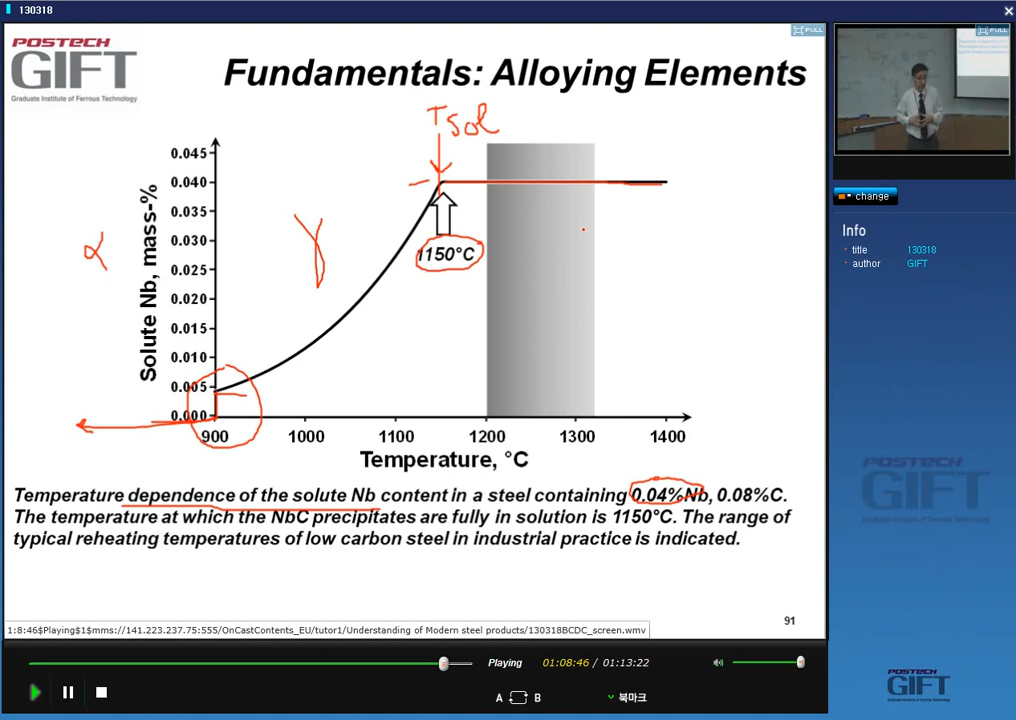 130318
POSTECH
GIFT
Graduate Institute of Ferrous Technology
Fundamentals: Alloying Elements
FULL
FULL
Tsol
0.045
0.040
0.035
0.030
0.025
0.020
0.015
0.010
0.005
0.000
Solute Nb, mass-%
α
γ
1150°C
900
1000
1100
1200
1300
1400
Temperature, °C
Temperature dependence of the solute Nb content in a steel containing 0.04%Nb, 0.08%C.
The temperature at which the NbC precipitates are fully in solution is 1150°C. The range of
typical reheating temperatures of low carbon steel in industrial practice is indicated.
91
change
Info
title 130318
author GIFT
POSTECH
GIFT
1:8:46$Playing$1$mms://141.223.237.75:555/OnCastContents_EU/tutor1/Understanding of Modern steel products/130318BCDC_screen.wmv
Playing 01:08:46 / 01:13:22
A B 북마크
POSTECH
GIFT